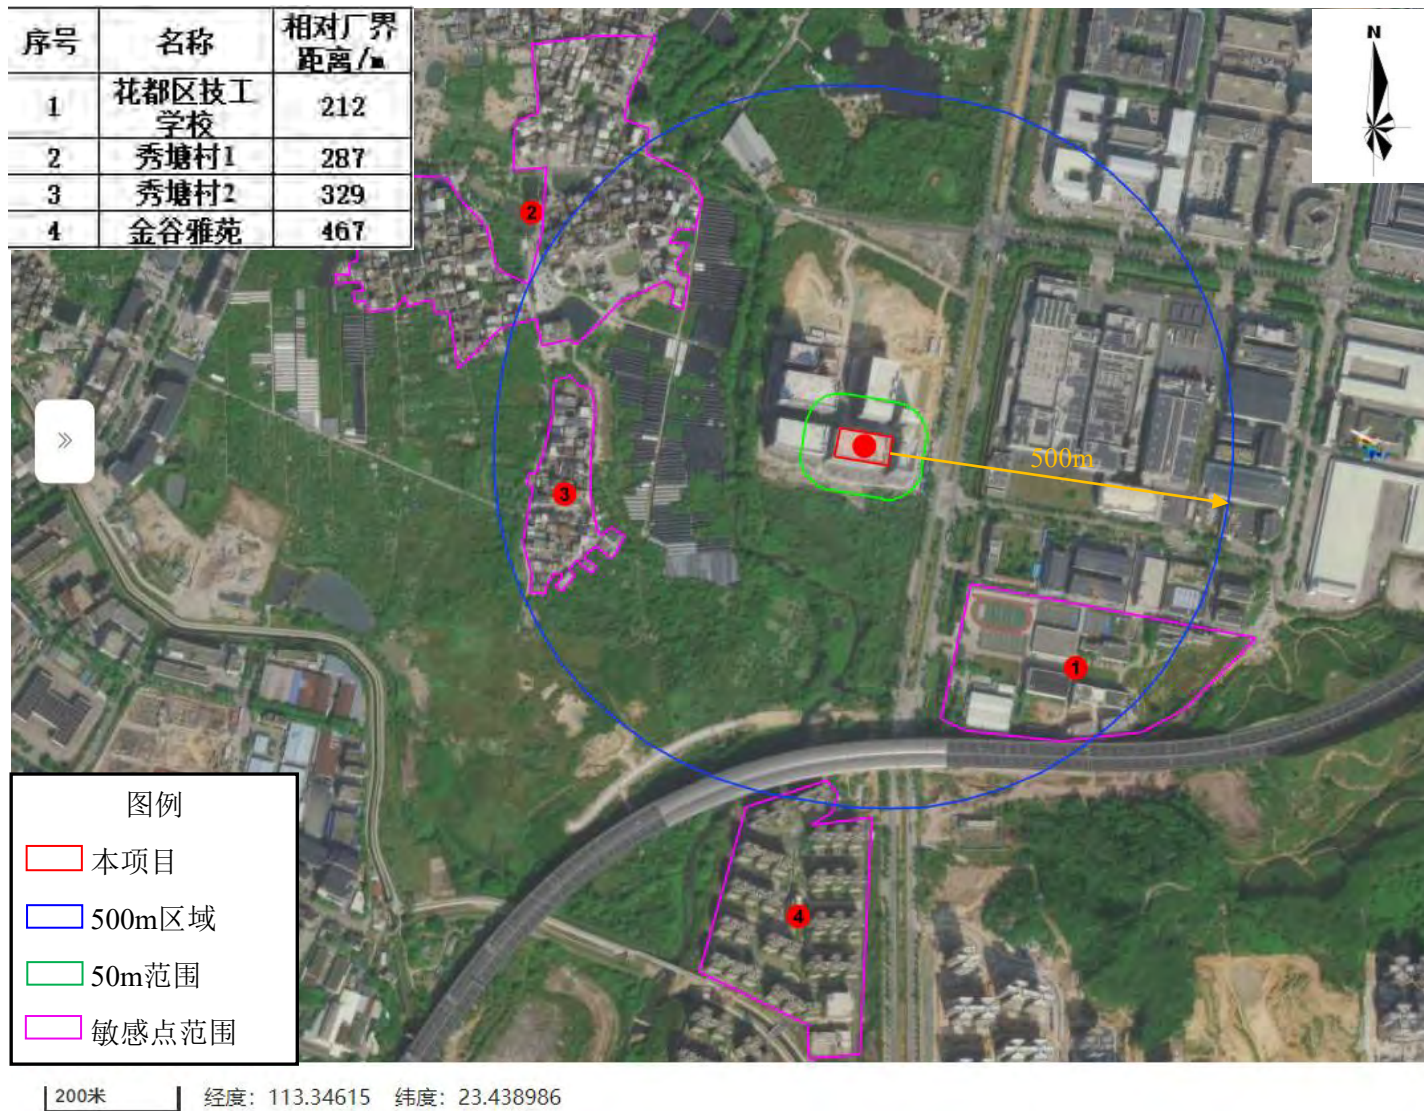 序号 名称 相对厂界
距离/m
1 花都区技工
学校 212
2 秀塘村1 287
3 秀塘村2 329
4 金谷雅苑 467
N
2
»
500m
3
1
4
图例
本项目
500m区域
50m范围
敏感点范围
200米 经度：113.34615 纬度：23.438986